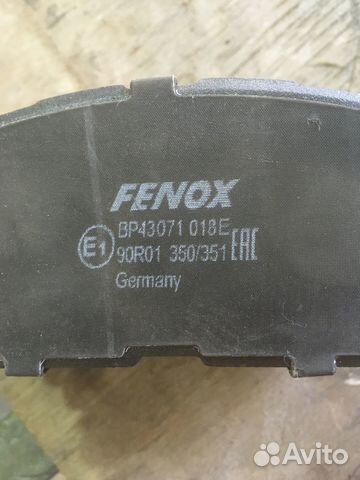 FENOX
BP43071 018E
E1 90R01 350/351 EAC
Germany
Avito